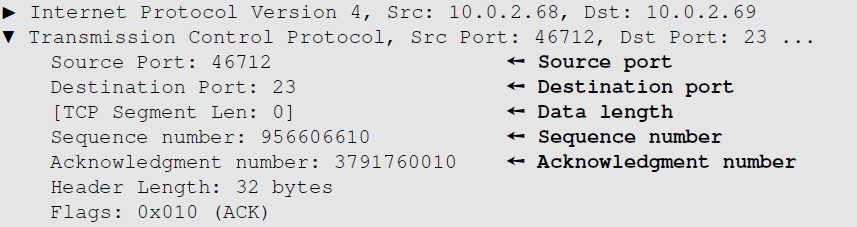 ► Internet Protocol Version 4, Src: 10.0.2.68, Dst: 10.0.2.69
▼ Transmission Control Protocol, Src Port: 46712, Dst Port: 23 ...
Source Port: 46712 ← Source port
Destination Port: 23 ← Destination port
[TCP Segment Len: 0] ← Data length
Sequence number: 956606610 ← Sequence number
Acknowledgment number: 3791760010 ← Acknowledgment number
Header Length: 32 bytes
Flags: 0x010 (ACK)